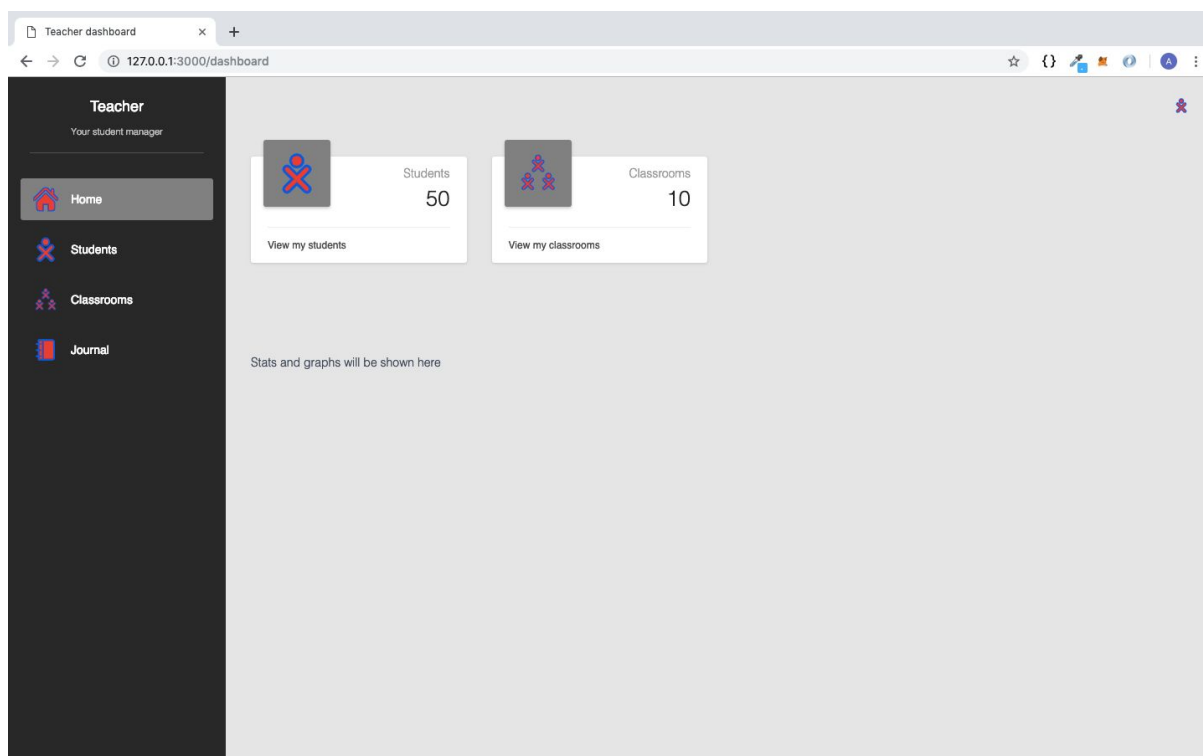 Teacher dashboard
127.0.0.1:3000/dashboard
A
Teacher
Your student manager
Home
Students
Classrooms
Journal
Students
50
View my students
Classrooms
10
View my classrooms
Stats and graphs will be shown here